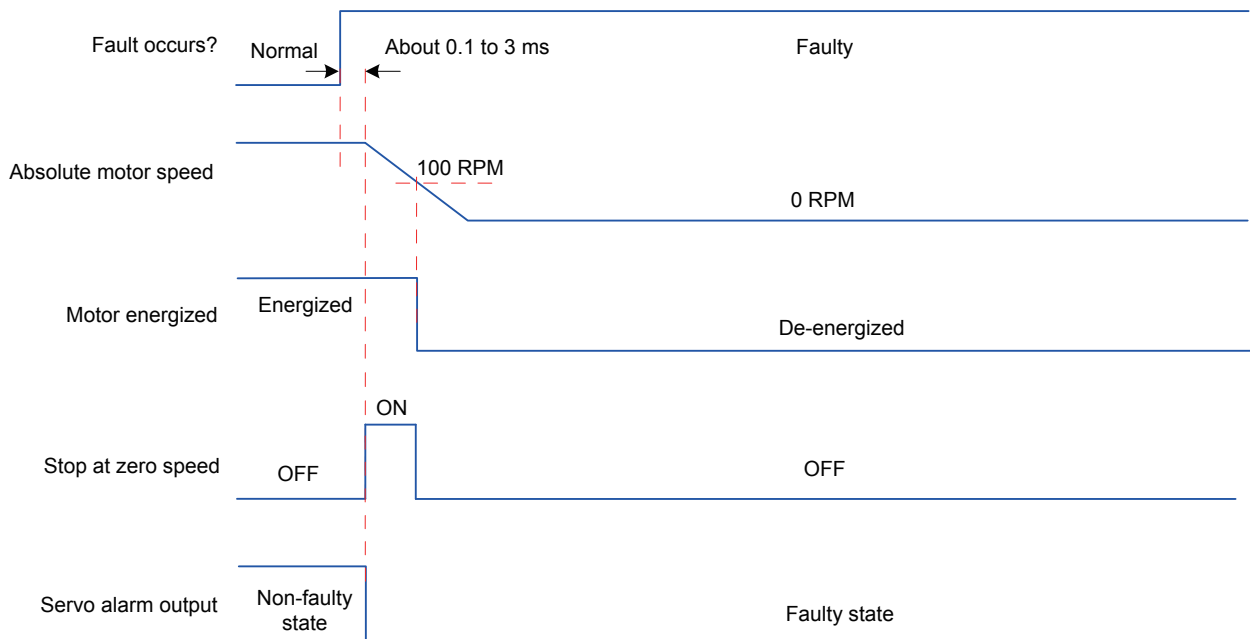 Fault occurs?
Normal
About 0.1 to 3 ms
Faulty
Absolute motor speed
100 RPM
0 RPM
Motor energized
Energized
De-energized
Stop at zero speed
OFF
ON
OFF
Servo alarm output
Non-faulty
state
Faulty state